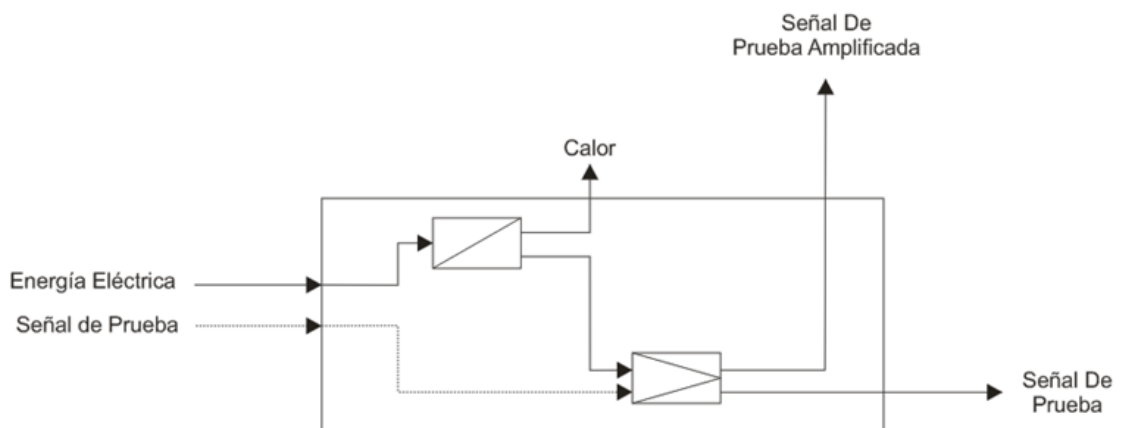 Señal De
Prueba Amplificada
Calor
Energía Eléctrica
Señal de Prueba
Señal De
Prueba